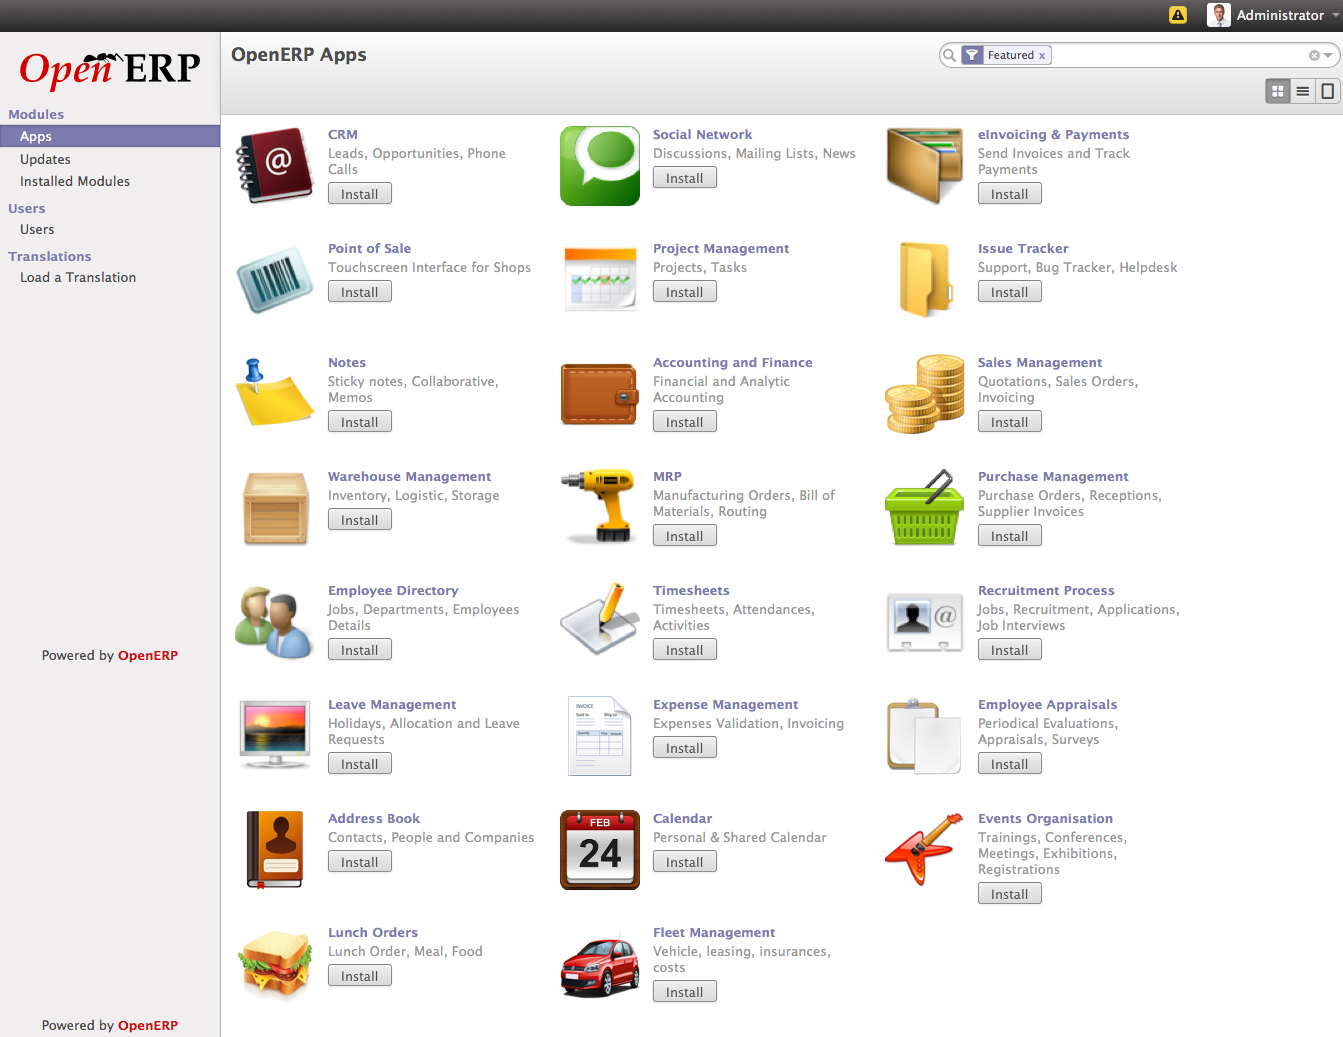 Administrator
Open ERP
OpenERP Apps
Featured x
Modules
Apps
Updates
Installed Modules
Users
Users
Translations
Load a Translation
Powered by OpenERP
Powered by OpenERP
@
CRM
Leads, Opportunities, Phone
Calls
Install
Social Network
Discussions, Mailing Lists, News
Install
eInvoicing & Payments
Send Invoices and Track
Payments
Install
Point of Sale
Touchscreen Interface for Shops
Install
Project Management
Projects, Tasks
Install
Issue Tracker
Support, Bug Tracker, Helpdesk
Install
Notes
Sticky notes, Collaborative,
Memos
Install
Accounting and Finance
Financial and Analytic
Accounting
Install
Sales Management
Quotations, Sales Orders,
Invoicing
Install
Warehouse Management
Inventory, Logistic, Storage
Install
MRP
Manufacturing Orders, Bill of
Materials, Routing
Install
Purchase Management
Purchase Orders, Receptions,
Supplier Invoices
Install
Employee Directory
Jobs, Departments, Employees
Details
Install
Timesheets
Timesheets, Attendances,
Activities
Install
@
Recruitment Process
Jobs, Recruitment, Applications,
Job Interviews
Install
Leave Management
Holidays, Allocation and Leave
Requests
Install
INVOICE
Sold to Ship to
Expense Management
Expenses Validation, Invoicing
Install
Employee Appraisals
Periodical Evaluations,
Appraisals, Surveys
Install
Address Book
Contacts, People and Companies
Install
FEB
24
Calendar
Personal & Shared Calendar
Install
Events Organisation
Trainings, Conferences,
Meetings, Exhibitions,
Registrations
Install
Lunch Orders
Lunch Order, Meal, Food
Install
Fleet Management
Vehicle, leasing, insurances,
costs
Install